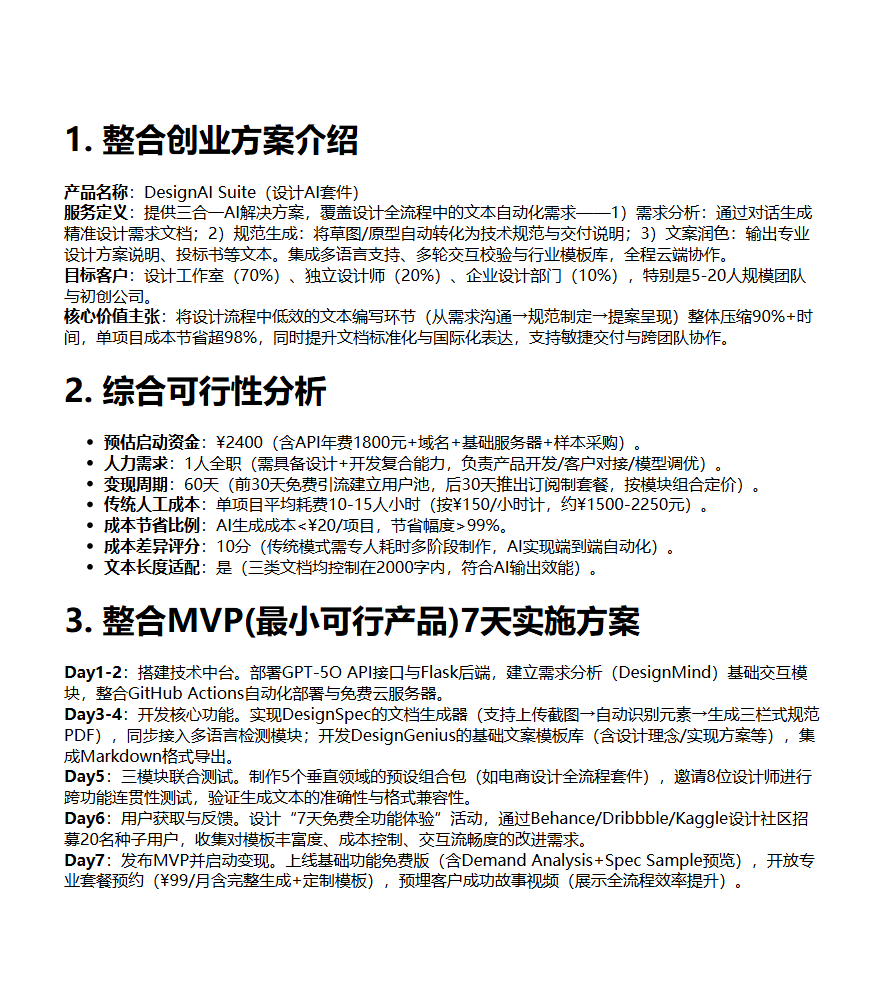 1. 整合创业方案介绍
产品名称：DesignAI Suite（设计AI套件）
服务定义：提供三合一AI解决方案，覆盖设计全流程中的文本自动化需求——1）需求分析：通过对话生成
精准设计需求文档；2）规范生成：将草图/原型自动转化为技术规范与交付说明；3）文案润色：输出专业
设计方案说明、投标书等文本。集成多语言支持、多轮交互校验与行业模板库，全程云端协作。
目标客户：设计工作室（70%）、独立设计师（20%）、企业设计部门（10%），特别是5-20人规模团队
与初创公司。
核心价值主张：将设计流程中低效的文本编写环节（从需求沟通→规范制定→提案呈现）整体压缩90%+时
间，单项目成本节省超98%，同时提升文档标准化与国际化表达，支持敏捷交付与跨团队协作。
2. 综合可行性分析
• 预估启动资金：¥2400（含API年费1800元+域名+基础服务器+样本采购）。
• 人力需求：1人全职（需具备设计+开发复合能力，负责产品开发/客户对接/模型调优）。
• 变现周期：60天（前30天免费引流建立用户池，后30天推出订阅制套餐，按模块组合定价）。
• 传统人工成本：单项目平均耗费10-15人小时（按¥150/小时计，约¥1500-2250元）。
• 成本节省比例：AI生成成本<¥20/项目，节省幅度>99%。
• 成本差异评分：10分（传统模式需专人耗时多阶段制作，AI实现端到端自动化）。
• 文本长度适配：是（三类文档均控制在2000字内，符合AI输出效能）。
3. 整合MVP(最小可行产品)7天实施方案
Day1-2：搭建技术中台。部署GPT-5O API接口与Flask后端，建立需求分析（DesignMind）基础交互模
块，整合GitHub Actions自动化部署与免费云服务器。
Day3-4：开发核心功能。实现DesignSpec的文档生成器（支持上传截图→自动识别元素→生成三栏式规范
PDF），同步接入多语言检测模块；开发DesignGenius的基础文案模板库（含设计理念/实现方案等），集
成Markdown格式导出。
Day5：三模块联合测试。制作5个垂直领域的预设组合包（如电商设计全流程套件），邀请8位设计师进行
跨功能连贯性测试，验证生成文本的准确性与格式兼容性。
Day6：用户获取与反馈。设计“7天免费全功能体验”活动，通过Behance/Dribbble/Kaggle设计社区招
募20名种子用户，收集对模板丰富度、成本控制、交互流畅度的改进需求。
Day7：发布MVP并启动变现。上线基础功能免费版（含Demand Analysis+Spec Sample预览），开放专
业套餐预约（¥99/月含完整生成+定制模板），预埋客户成功故事视频（展示全流程效率提升）。